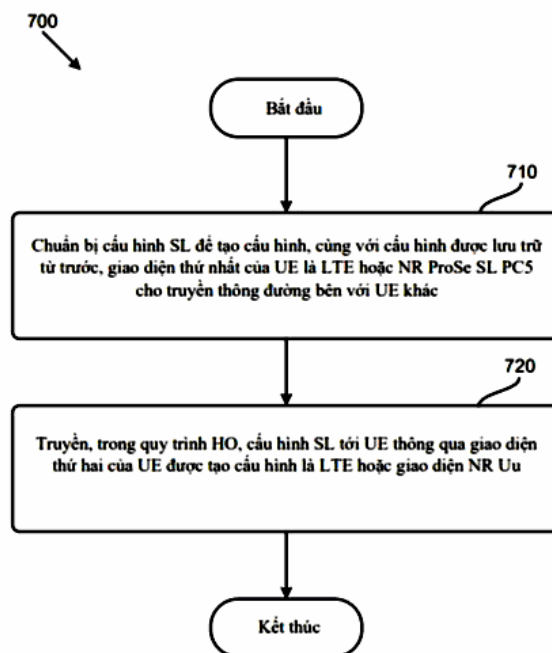 700
Bắt đầu
710
Chuẩn bị cấu hình SL để tạo cấu hình, cùng với cấu hình được lưu trữ
từ trước, giao diện thứ nhất của UE là LTE hoặc NR ProSe SL PC5
cho truyền thông đường bên với UE khác
720
Truyền, trong quy trình HO, cấu hình SL tới UE thông qua giao diện
thứ hai của UE được tạo cấu hình là LTE hoặc giao diện NR Uu
Kết thúc